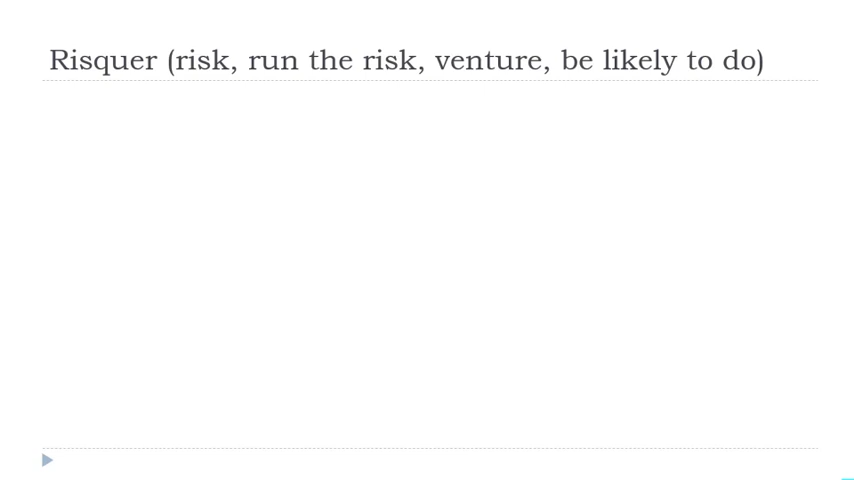 Risquer (risk, run the risk, venture, be likely to do)